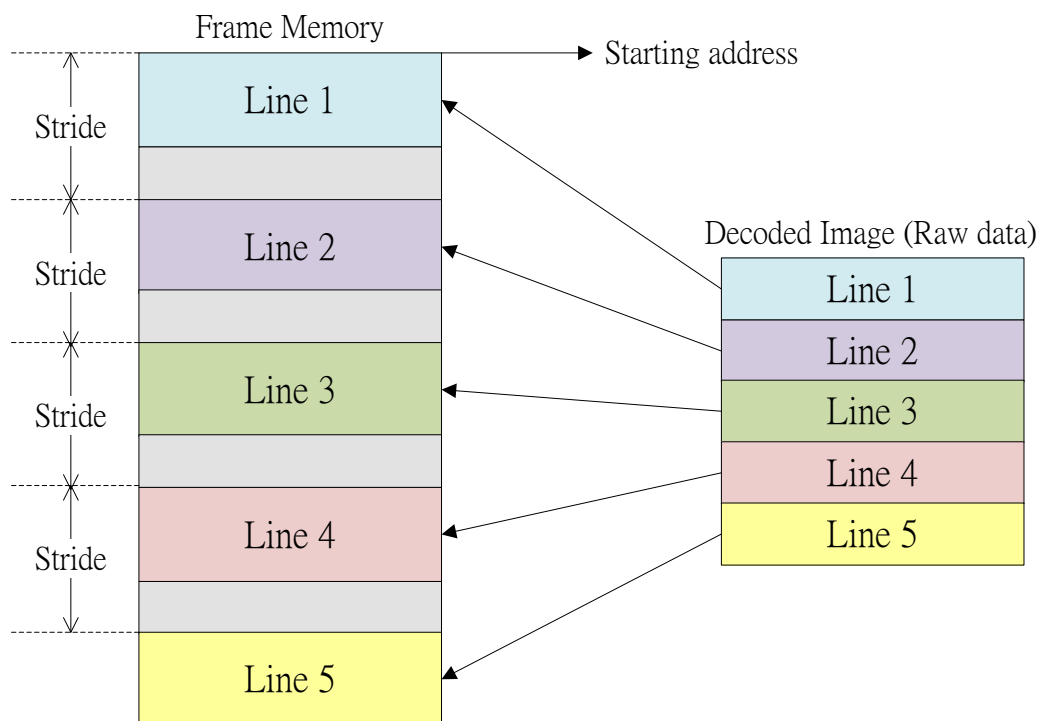 Frame Memory
Starting address
Line 1
Stride
Line 2
Stride
Line 3
Stride
Line 4
Stride
Line 5
Decoded Image (Raw data)
Line 1
Line 2
Line 3
Line 4
Line 5